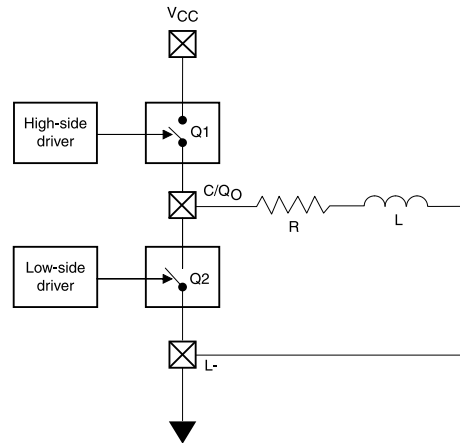 VCC
High-side
driver
Q1
C/QO
R
L
Low-side
driver
Q2
L-